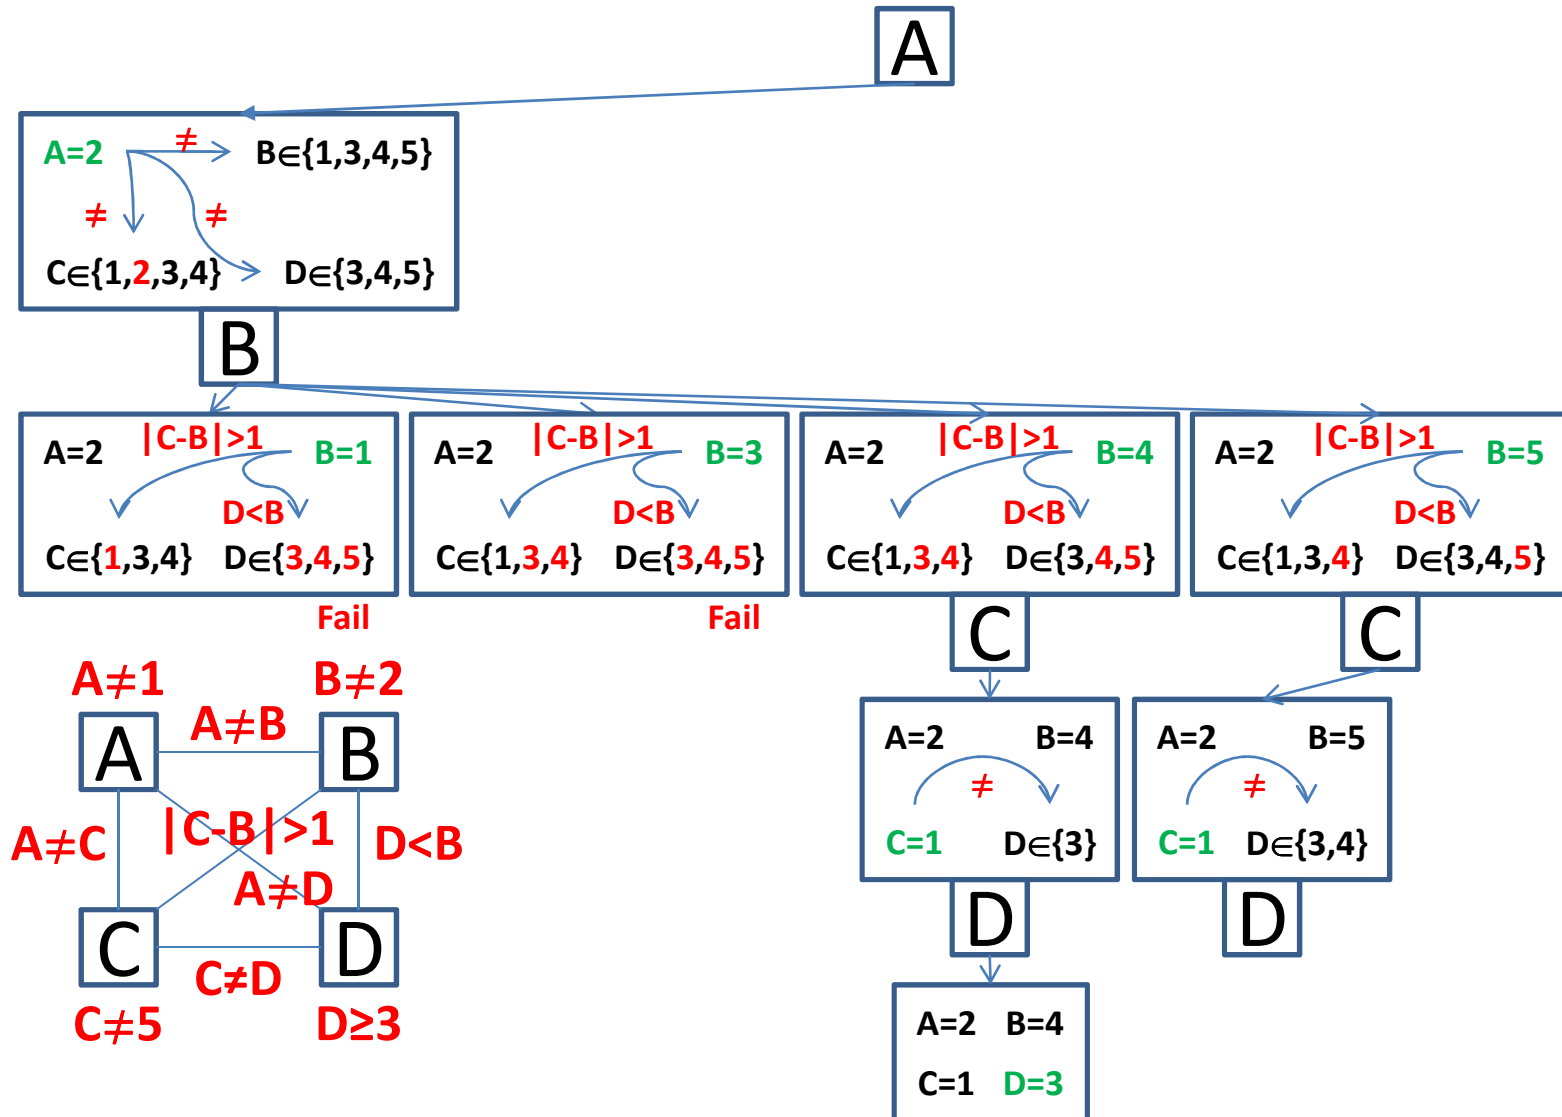 A
A=2 ≠ B∈{1,3,4,5}
≠ ≠
C∈{1,2,3,4} D∈{3,4,5}
B
A=2 |C-B|>1 B=1
D<B
C∈{1,3,4} D∈{3,4,5}
Fail
A=2 |C-B|>1 B=3
D<B
C∈{1,3,4} D∈{3,4,5}
Fail
A=2 |C-B|>1 B=4
D<B
C∈{1,3,4} D∈{3,4,5}
A=2 |C-B|>1 B=5
D<B
C∈{1,3,4} D∈{3,4,5}
C
C
A=2 B=4
≠
C=1 D∈{3}
D
A=2 B=5
≠
C=1 D∈{3,4}
D
A=2 B=4
C=1 D=3
A≠1 B≠2
A≠B
A B
A≠C |C-B|>1 D<B
A≠D
C D
C≠D
C≠5 D≥3